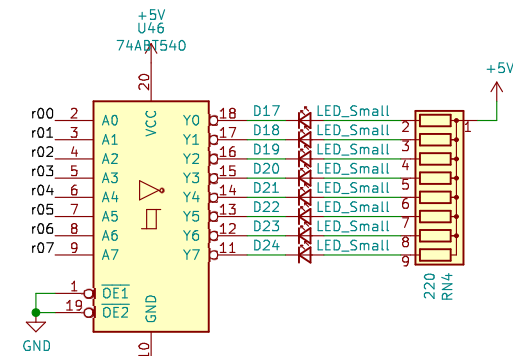 +5V
U46
74ABT540
20
VCC
+5V
r00 2 A0 Y0 18 D17 LED_Small 2 1
r01 3 A1 Y1 17 D18 LED_Small 3
r02 4 A2 Y2 16 D19 LED_Small 4
r03 5 A3 Y3 15 D20 LED_Small 5
r04 6 A4 Y4 14 D21 LED_Small 6
r05 7 A5 Y5 13 D22 LED_Small 7
r06 8 A6 Y6 12 D23 LED_Small 8
r07 9 A7 Y7 11 D24 LED_Small 9
220
RN4
1 OE1
19 OE2
GND
GND